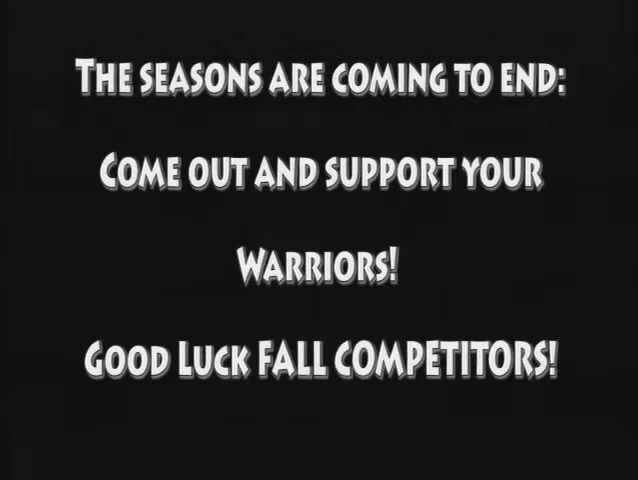 The seasons are coming to end:
Come out and support your
Warriors!
Good Luck FALL COMPETITORS!